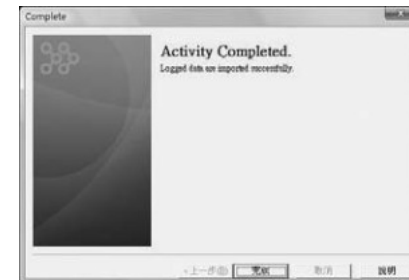 Complete
Activity Completed.
Logged data are imported successfully.
<上一步(B) 完成 取消 說明